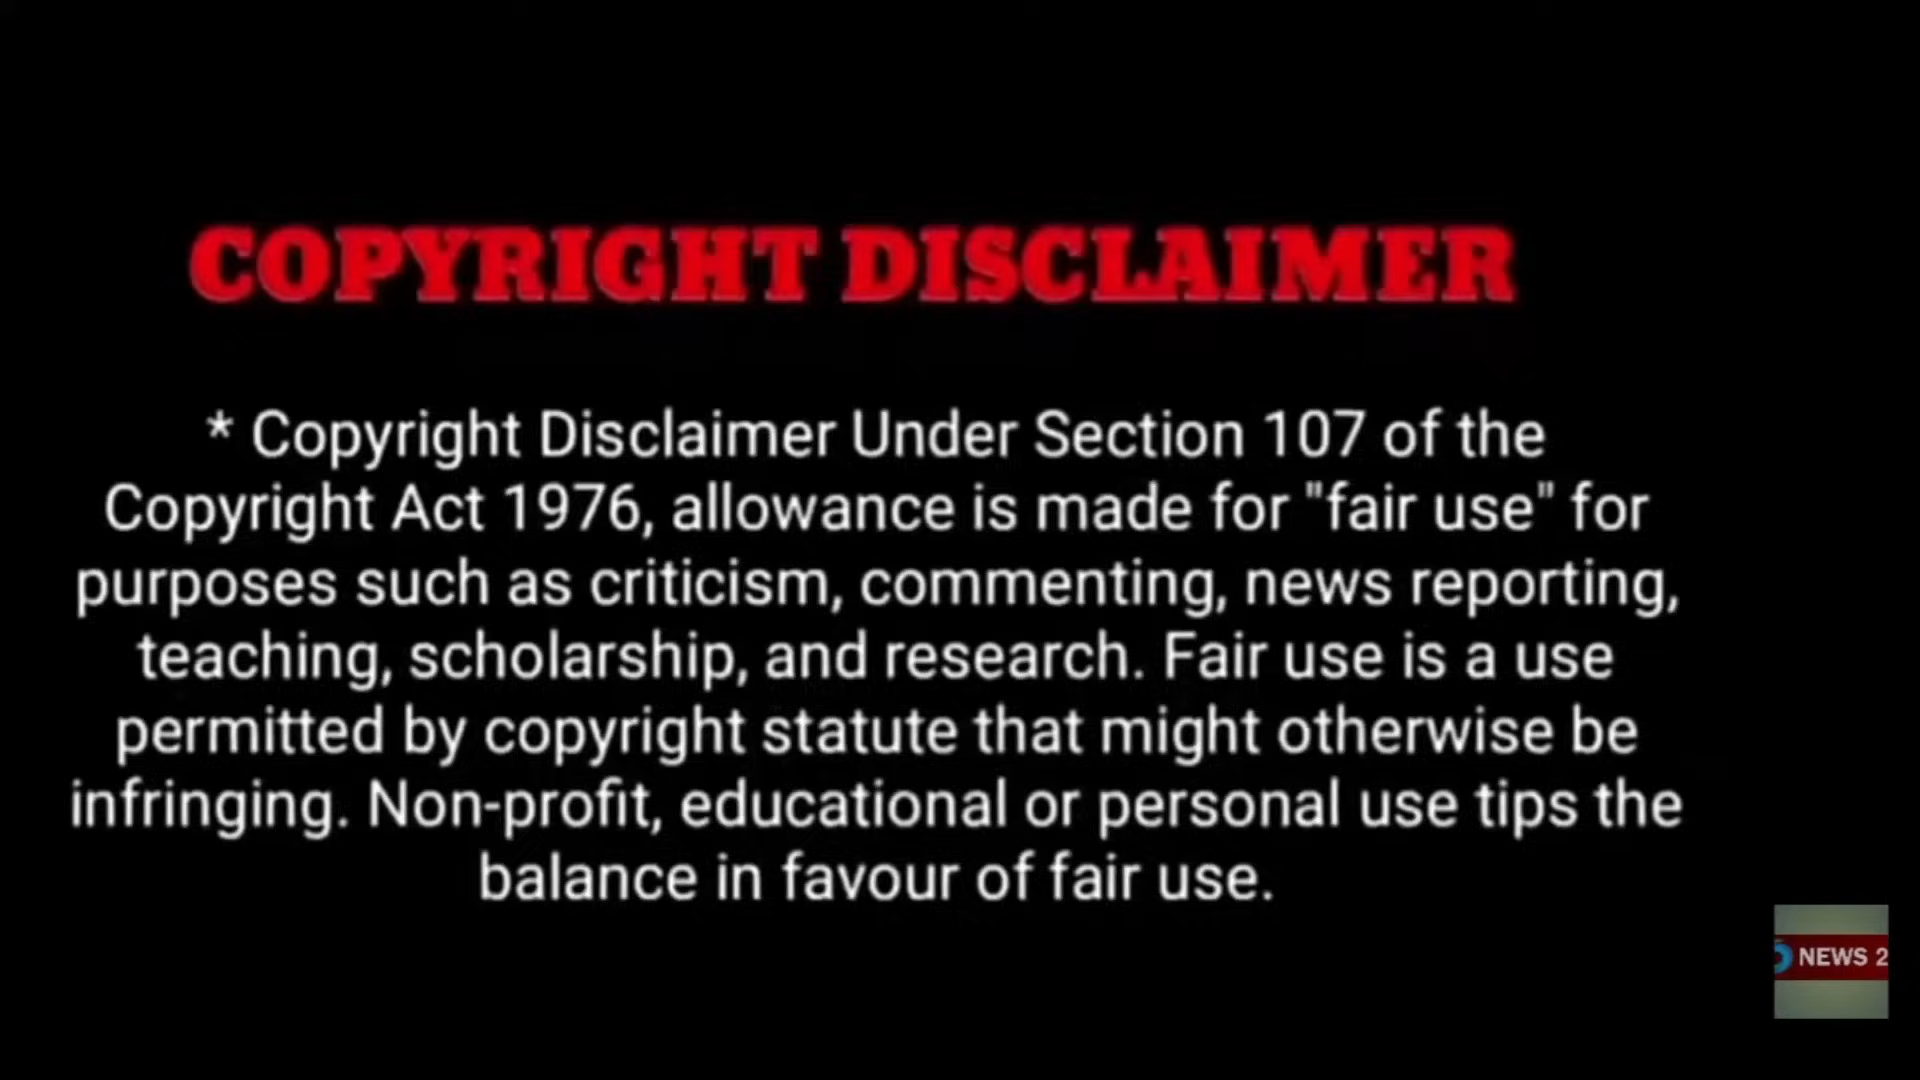 COPYRIGHT DISCLAIMER
* Copyright Disclaimer Under Section 107 of the
Copyright Act 1976, allowance is made for "fair use" for
purposes such as criticism, commenting, news reporting,
teaching, scholarship, and research. Fair use is a use
permitted by copyright statute that might otherwise be
infringing. Non-profit, educational or personal use tips the
balance in favour of fair use.
NEWS 2